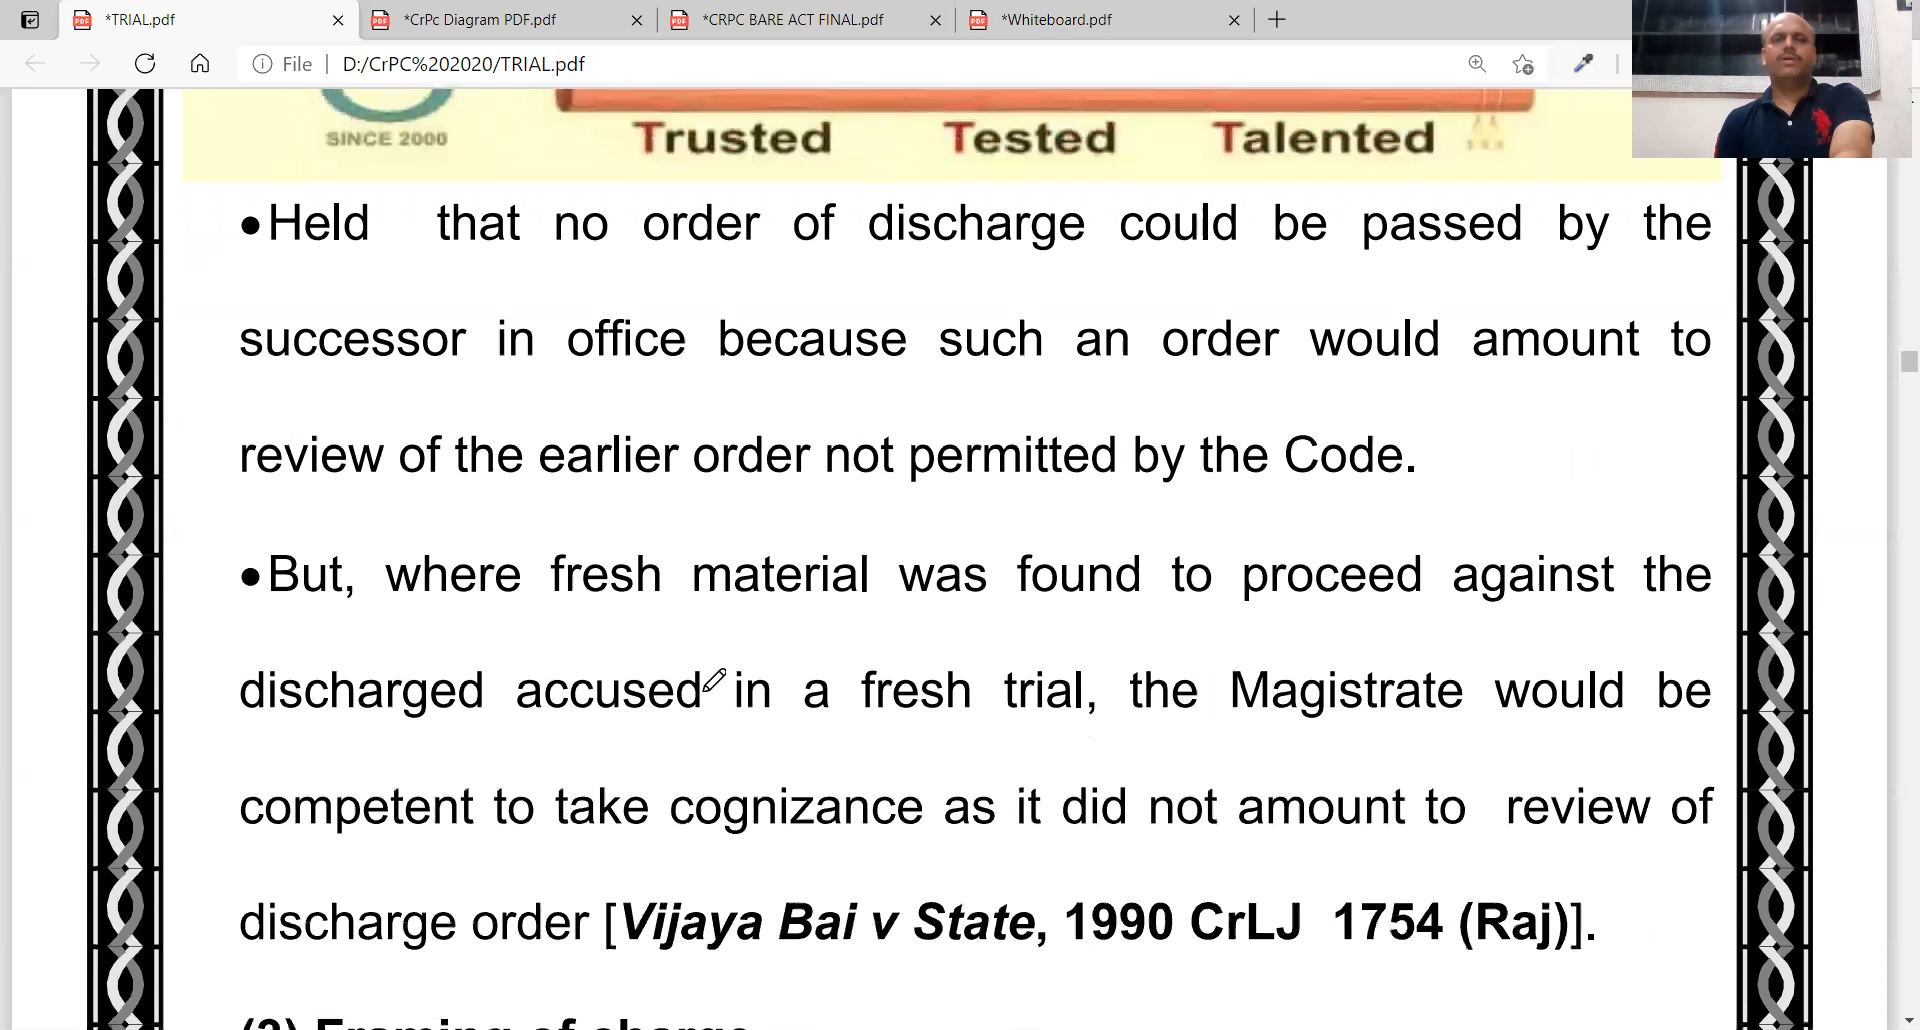 *TRIAL.pdf
*CrPc Diagram PDF.pdf
*CRPC BARE ACT FINAL.pdf
*Whiteboard.pdf
File
D:/CrPC%202020/TRIAL.pdf
SINCE 2000
Trusted Tested Talented
•Held that no order of discharge could be passed by the
successor in office because such an order would amount to
review of the earlier order not permitted by the Code.
•But, where fresh material was found to proceed against the
discharged accused in a fresh trial, the Magistrate would be
competent to take cognizance as it did not amount to review of
discharge order [Vijaya Bai v State, 1990 CrLJ 1754 (Raj)].
Framing of charge